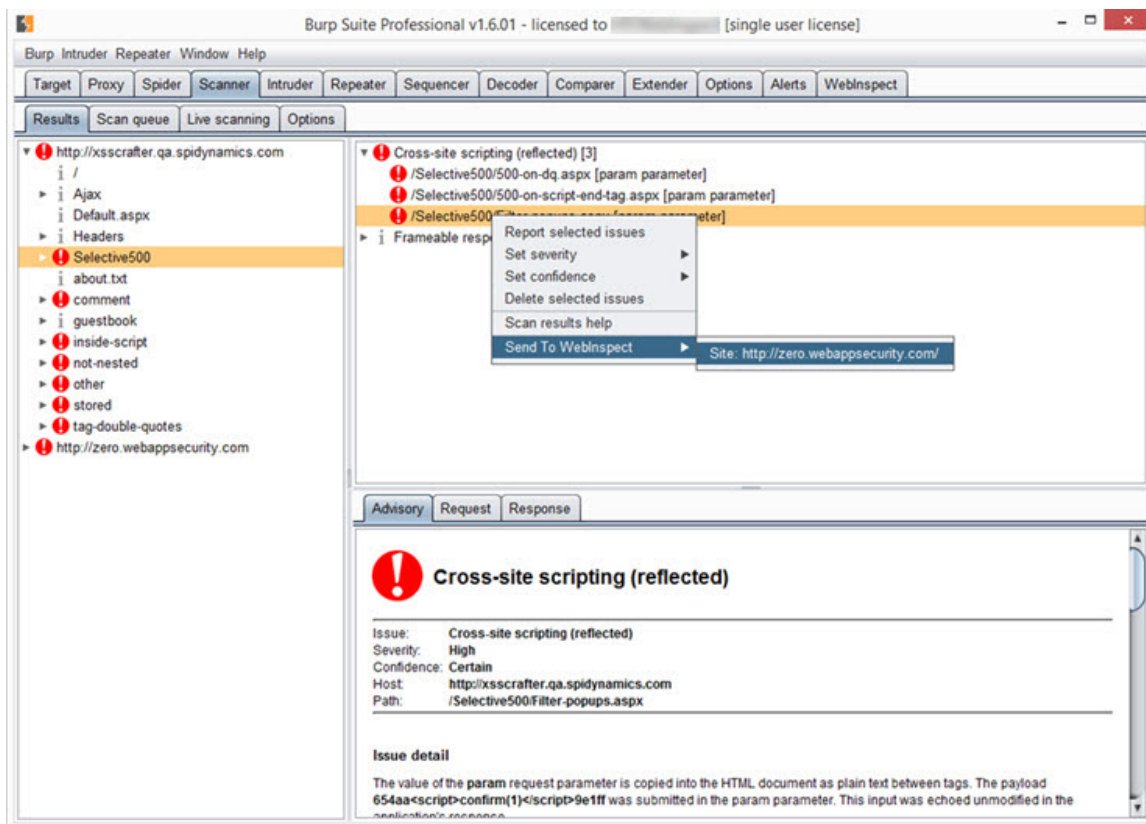 Burp Suite Professional v1.6.01 - licensed to [single user license]
Burp Intruder Repeater Window Help
Target Proxy Spider Scanner Intruder Repeater Sequencer Decoder Comparer Extender Options Alerts WebInspect
Results Scan queue Live scanning Options
http://xsscrafter.qa.spidynamics.com
/
Ajax
Default.aspx
Headers
Selective500
about.txt
comment
guestbook
inside-script
not-nested
other
stored
tag-double-quotes
http://zero.webappsecurity.com
Cross-site scripting (reflected) [3]
/Selective500/500-on-dq.aspx [param parameter]
/Selective500/500-on-script-end-tag.aspx [param parameter]
/Selective500/Filter-popups.aspx [param parameter]
Frameable resp
Report selected issues
Set severity
Set confidence
Delete selected issues
Scan results help
Send To WebInspect
Site: http://zero.webappsecurity.com/
Advisory Request Response
Cross-site scripting (reflected)
Issue: Cross-site scripting (reflected)
Severity: High
Confidence: Certain
Host: http://xsscrafter.qa.spidynamics.com
Path: /Selective500/Filter-popups.aspx
Issue detail
The value of the param request parameter is copied into the HTML document as plain text between tags. The payload
654aa<script>confirm(1)</script>9e1ff was submitted in the param parameter. This input was echoed unmodified in the
application's response.